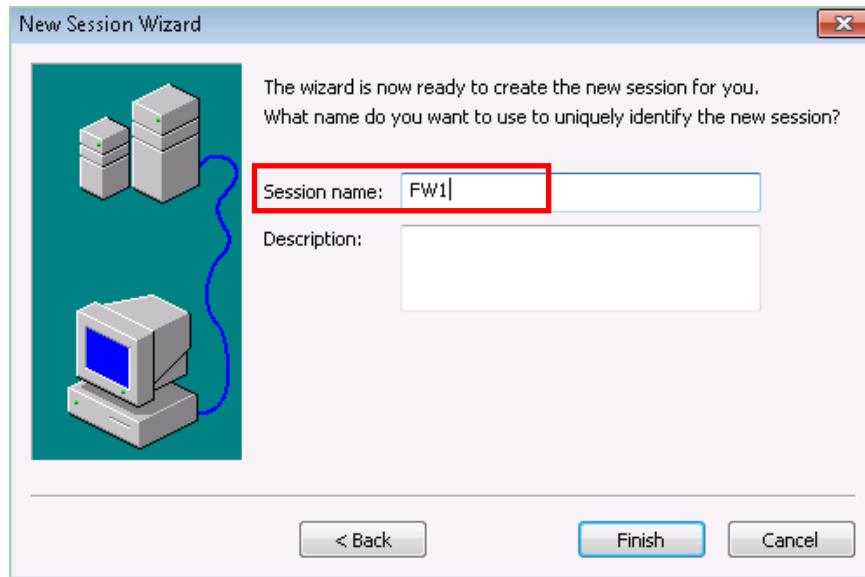 New Session Wizard
The wizard is now ready to create the new session for you.
What name do you want to use to uniquely identify the new session?
Session name: FW1
Description:
< Back Finish Cancel